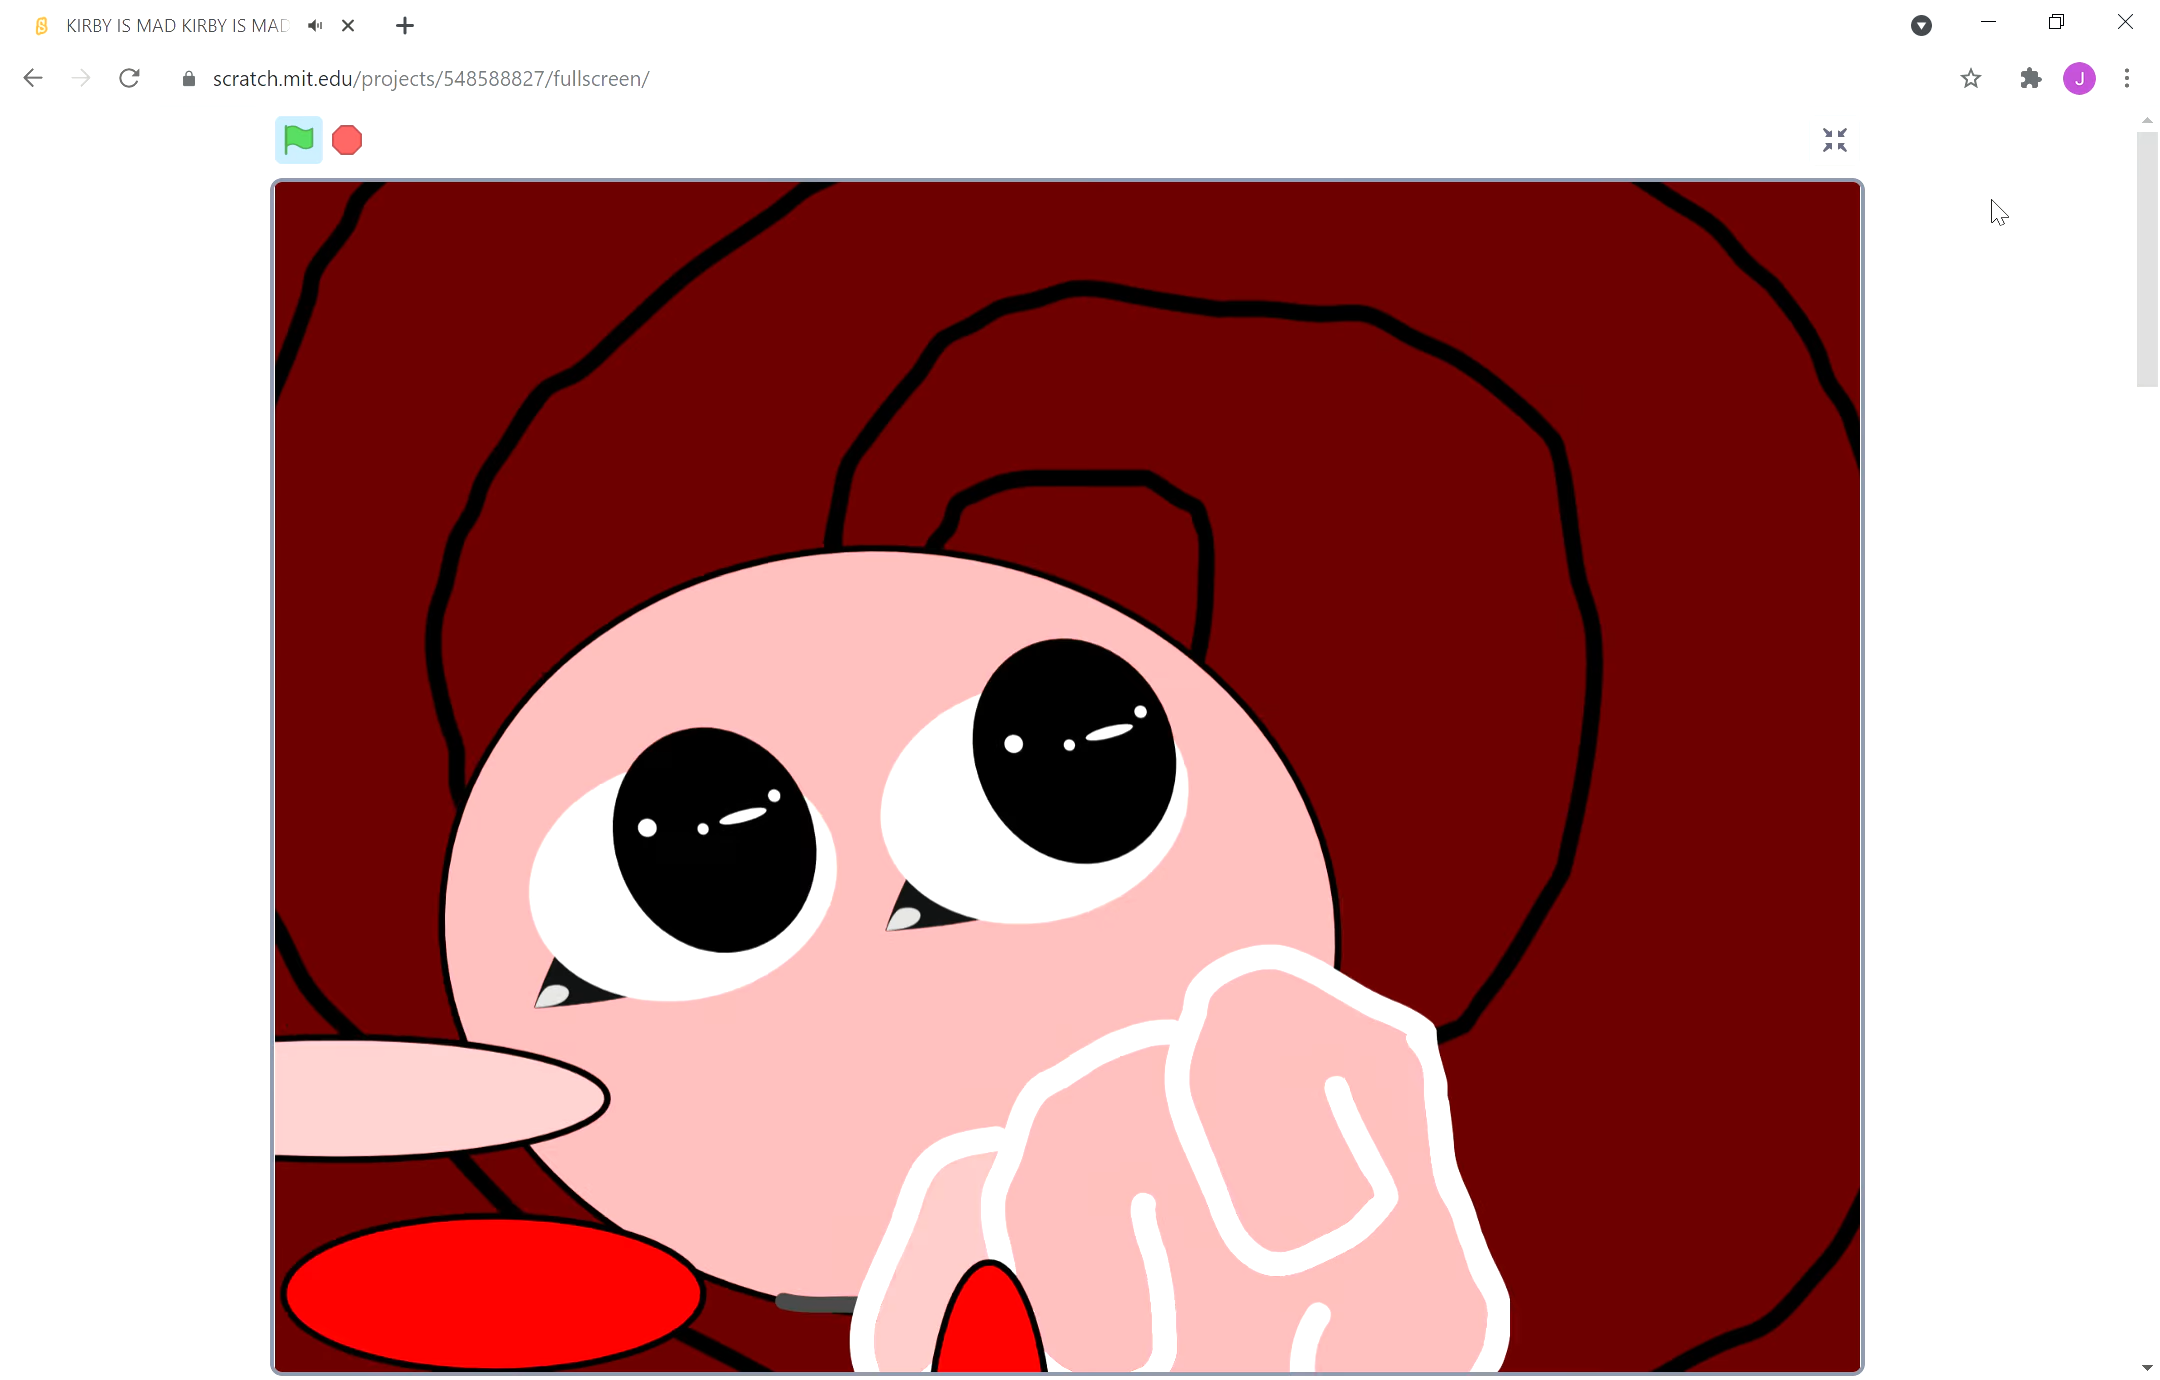 KIRBY IS MAD KIRBY IS MAD
scratch.mit.edu/projects/548588827/fullscreen/
J